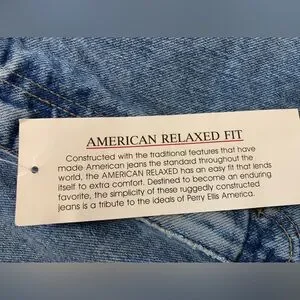 AMERICAN RELAXED FIT
Constructed with the traditional features that have
made American jeans the standard throughout the
world, the AMERICAN RELAXED has an easy fit that lends
itself to extra comfort. Destined to become an enduring
favorite, the simplicity of these ruggedly constructed
jeans is a tribute to the ideals of Perry Ellis America.